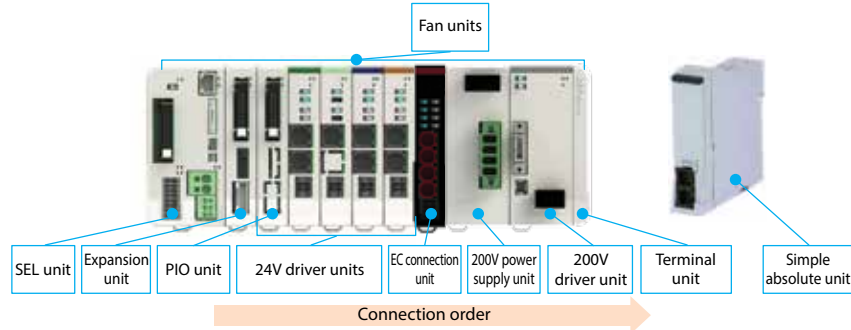 Fan units
SEL unit
Expansion
unit
PIO unit
24V driver units
EC connection
unit
200V power
supply unit
200V
driver unit
Terminal
unit
Simple
absolute unit
Connection order